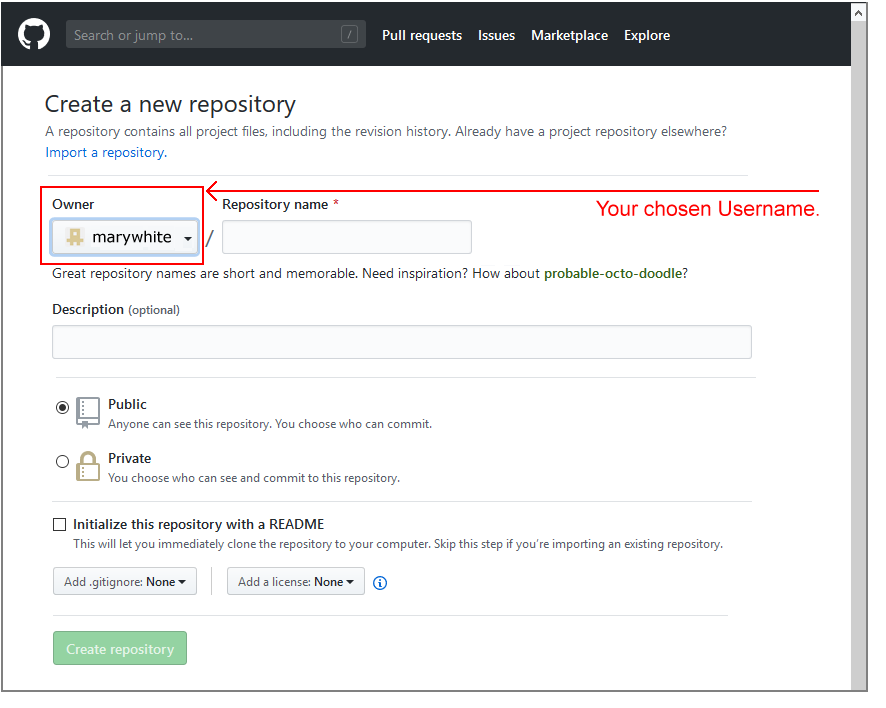 Search or jump to... / Pull requests Issues Marketplace Explore
Create a new repository
A repository contains all project files, including the revision history. Already have a project repository elsewhere?
Import a repository.
Owner Repository name *
Your chosen Username.
marywhite /
Great repository names are short and memorable. Need inspiration? How about probable-octo-doodle?
Description (optional)
Public
Anyone can see this repository. You choose who can commit.
Private
You choose who can see and commit to this repository.
Initialize this repository with a README
This will let you immediately clone the repository to your computer. Skip this step if you’re importing an existing repository.
Add .gitignore: None Add a license: None i
Create repository